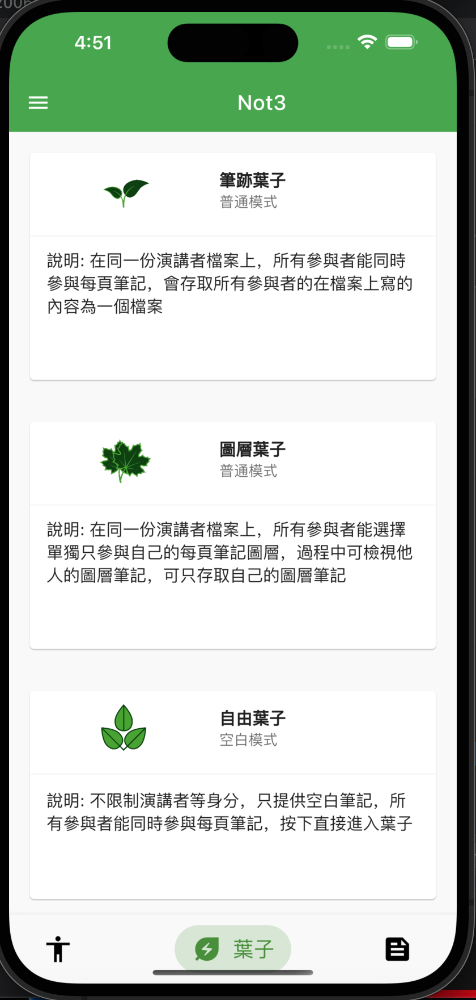 4:51
Not3
筆跡葉子
普通模式
說明: 在同一份演講者檔案上，所有參與者能同時
參與每頁筆記，會存取所有參與者的在檔案上寫的
內容為一個檔案
圖層葉子
普通模式
說明: 在同一份演講者檔案上，所有參與者能選擇
單獨只參與自己的每頁筆記圖層，過程中可檢視他
人的圖層筆記，可只存取自己的圖層筆記
自由葉子
空白模式
說明: 不限制演講者等身分，只提供空白筆記，所
有參與者能同時參與每頁筆記，按下直接進入葉子
葉子